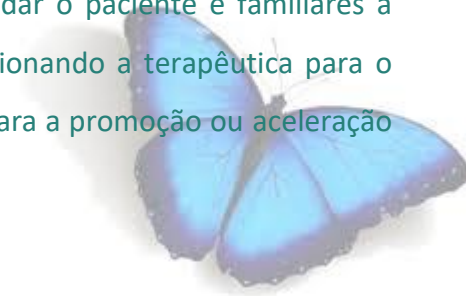 dar o paciente e familiares a
ionando a terapêutica para o
ara a promoção ou aceleração